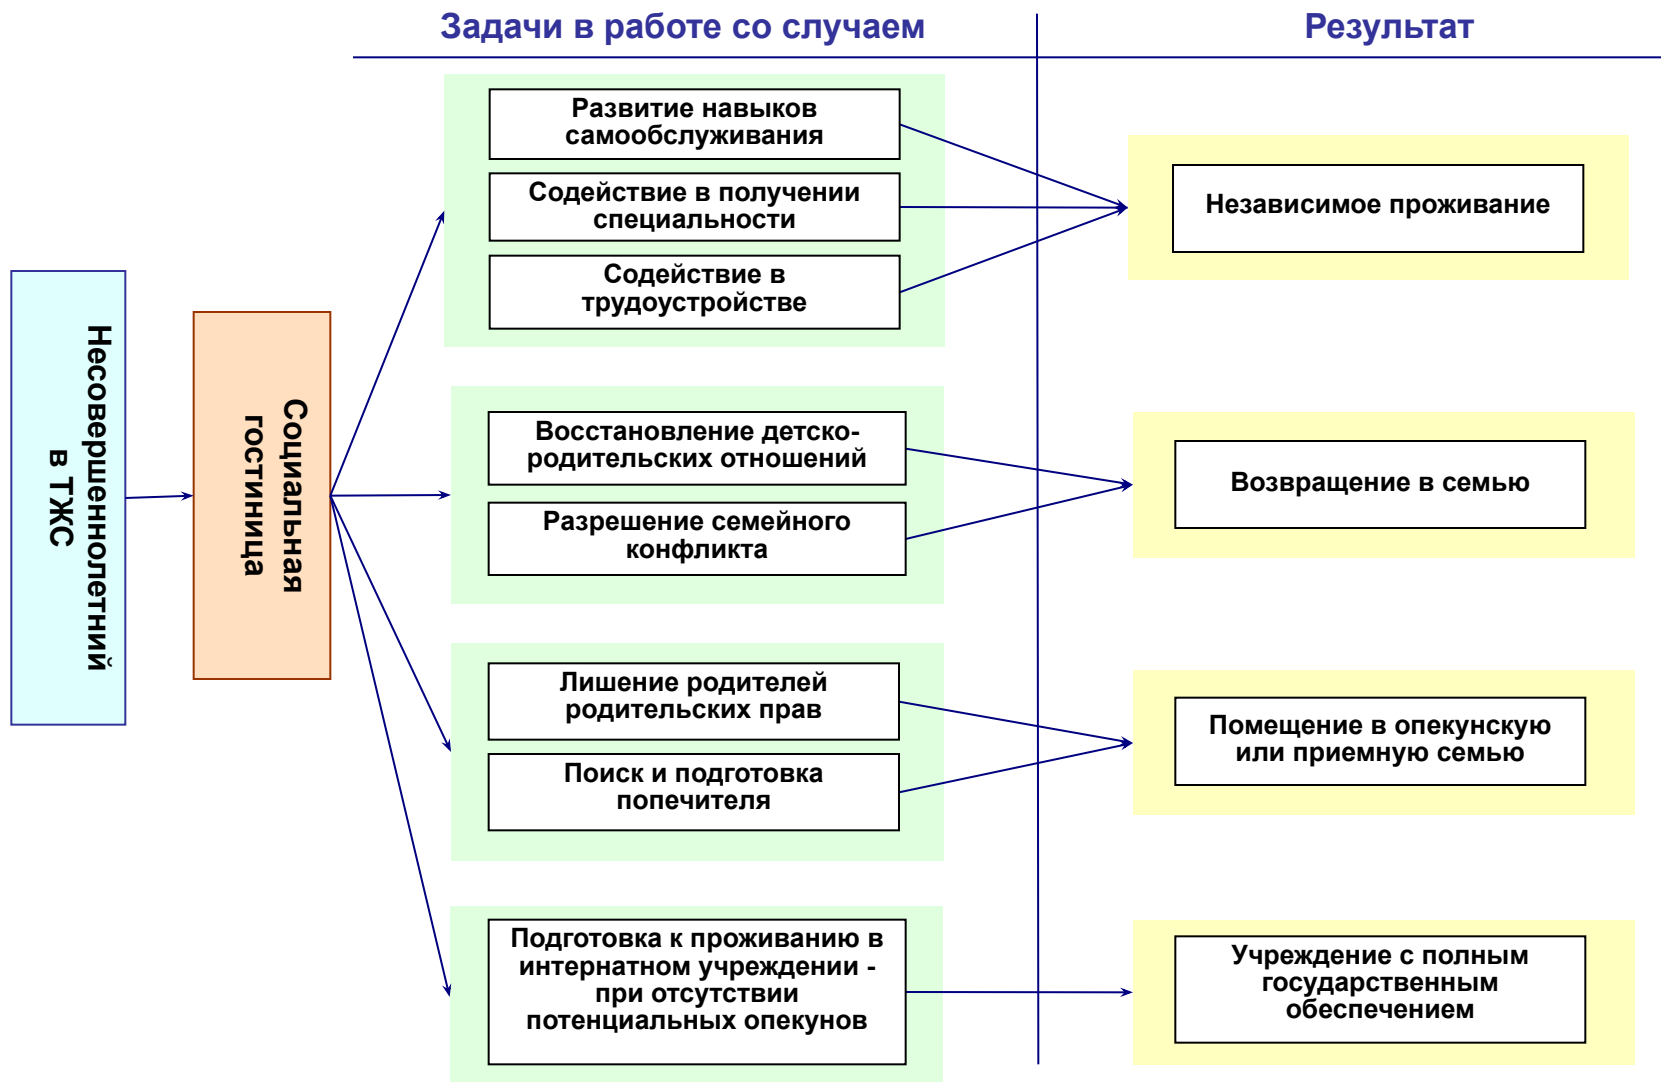 Задачи в работе со случаем
Результат
Несовершеннолетний
в ТЖС
Социальная
гостиница
Развитие навыков
самообслуживания
Содействие в получении
специальности
Содействие в
трудоустройстве
Независимое проживание
Восстановление детско-
родительских отношений
Разрешение семейного
конфликта
Возвращение в семью
Лишение родителей
родительских прав
Поиск и подготовка
попечителя
Помещение в опекунскую
или приемную семью
Подготовка к проживанию в
интернатном учреждении -
при отсутствии
потенциальных опекунов
Учреждение с полным
государственным
обеспечением